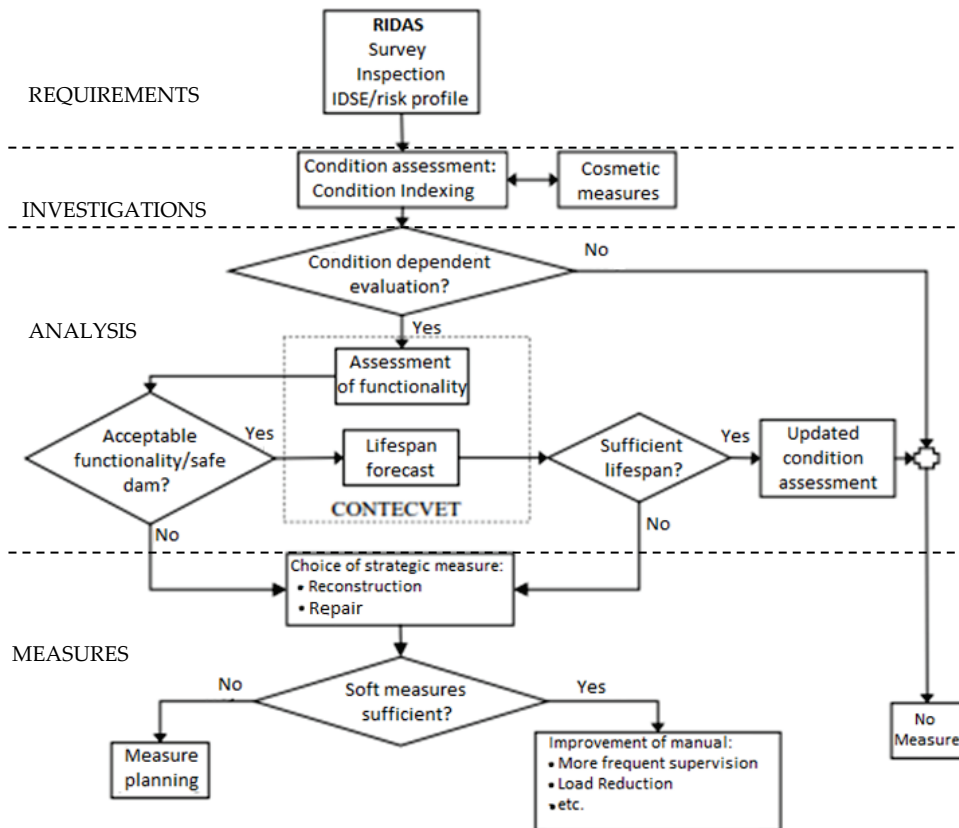 RIDAS
Survey
Inspection
IDSE/risk profile
REQUIREMENTS
Condition assessment:
Condition Indexing
Cosmetic
measures
INVESTIGATIONS
Condition dependent
evaluation?
No
Yes
ANALYSIS
Assessment
of functionality
Acceptable
functionality/safe
dam?
Yes
Lifespan
forecast
CONTECVET
Sufficient
lifespan?
Yes
Updated
condition
assessment
No
No
Choice of strategic measure:
• Reconstruction
• Repair
MEASURES
Soft measures
sufficient?
No
Yes
Measure
planning
Improvement of manual:
• More frequent supervision
• Load Reduction
• etc.
No
Measure